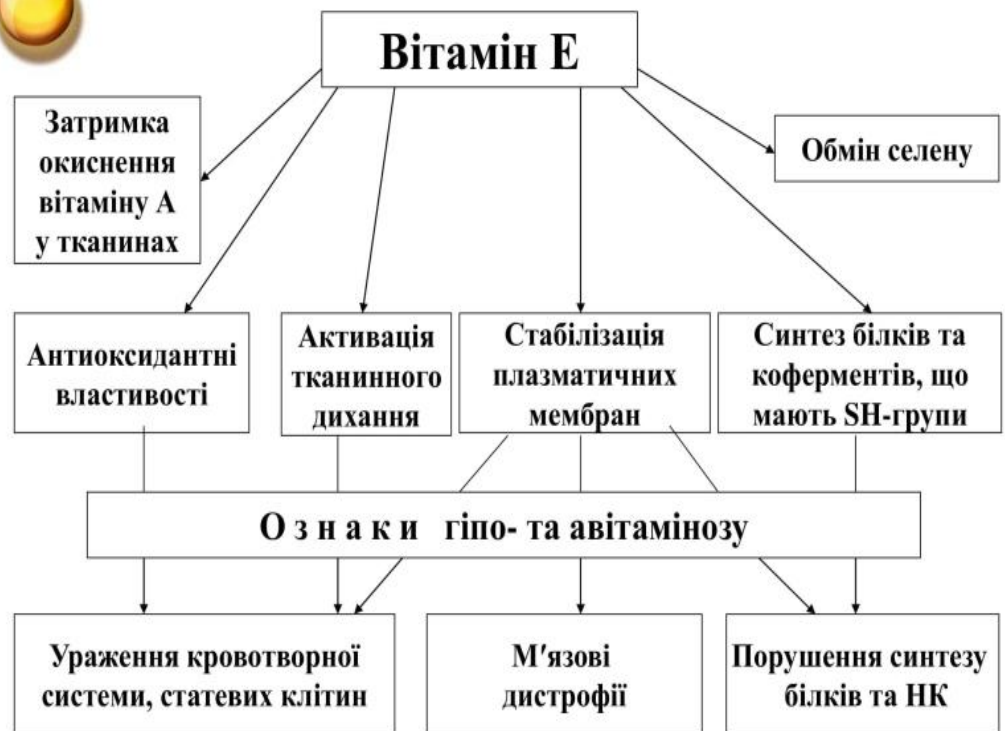 Вітамін Е
Затримка
окиснення
вітаміну А
у тканинах
Обмін селену
Антиоксидантні
властивості
Активація
тканинного
дихання
Стабілізація
плазматичних
мембран
Синтез білків та
коферментів, що
мають SH-групи
О з н а к и гіпо- та авітамінозу
Ураження кровотворної
системи, статевих клітин
М′язові
дистрофії
Порушення синтезу
білків та НК